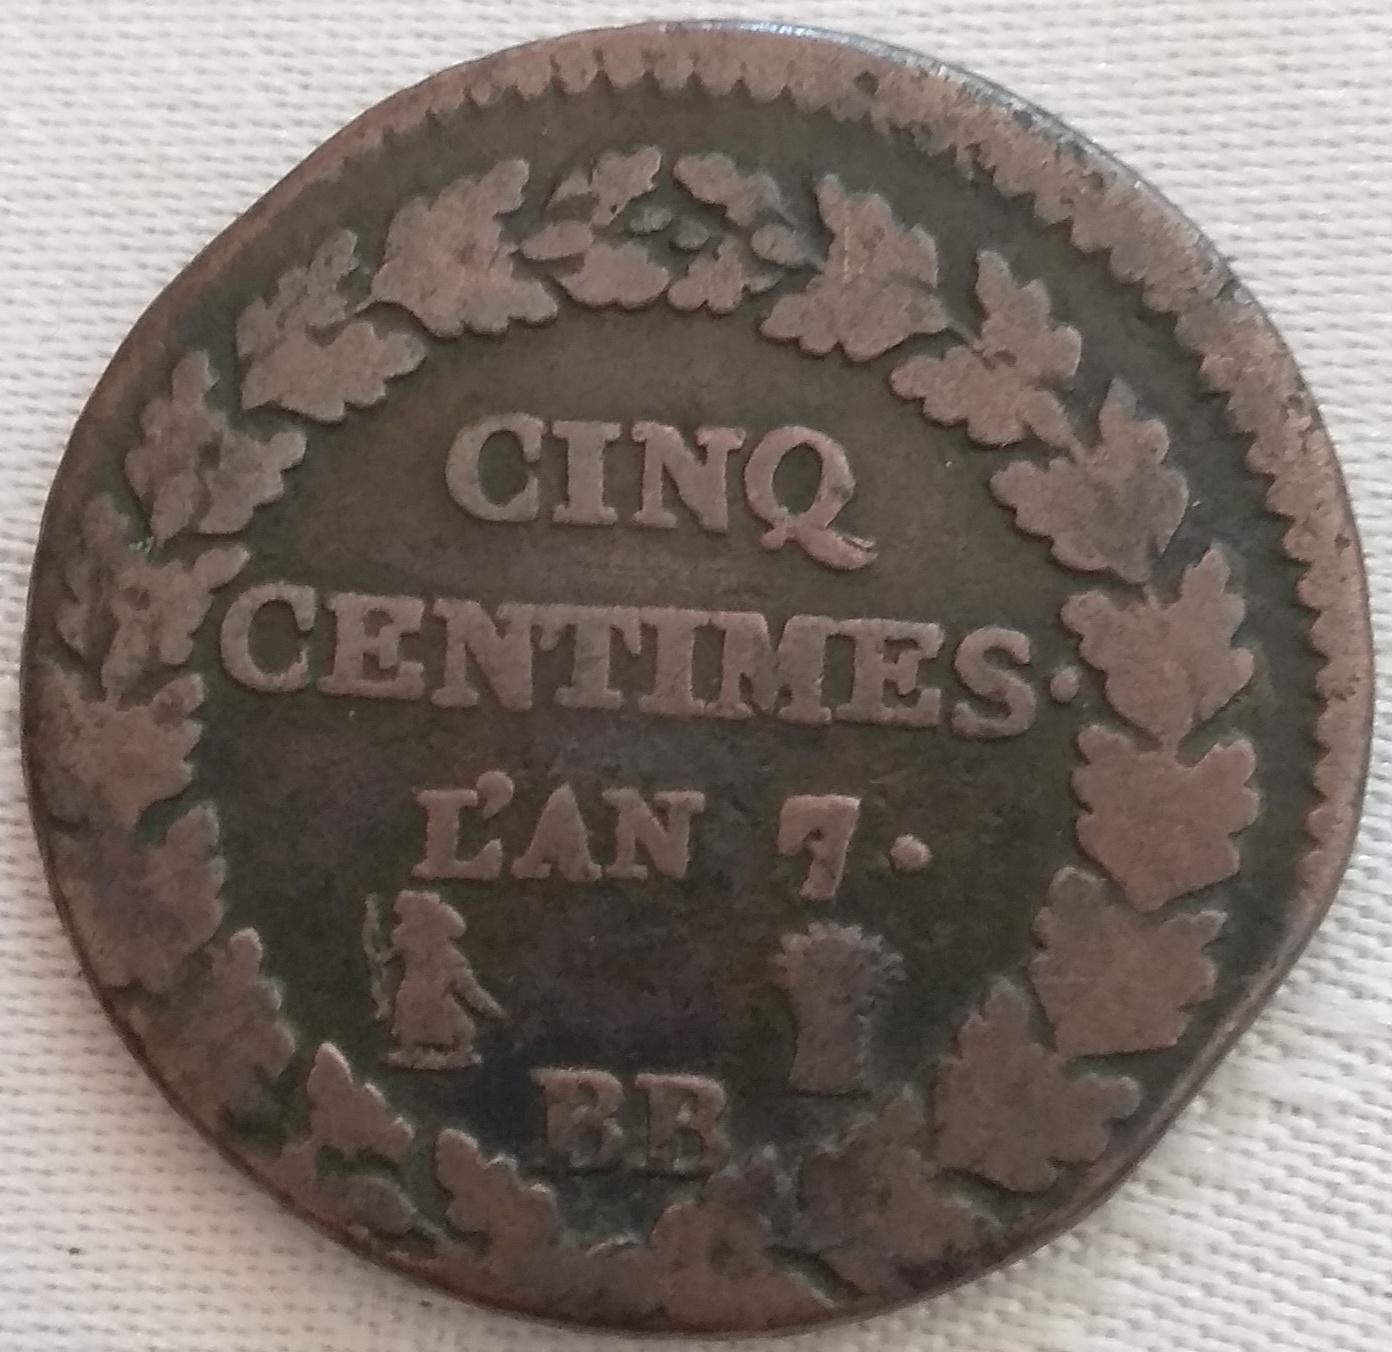 CINQ
CENTIMES.
L'AN 7.
BB